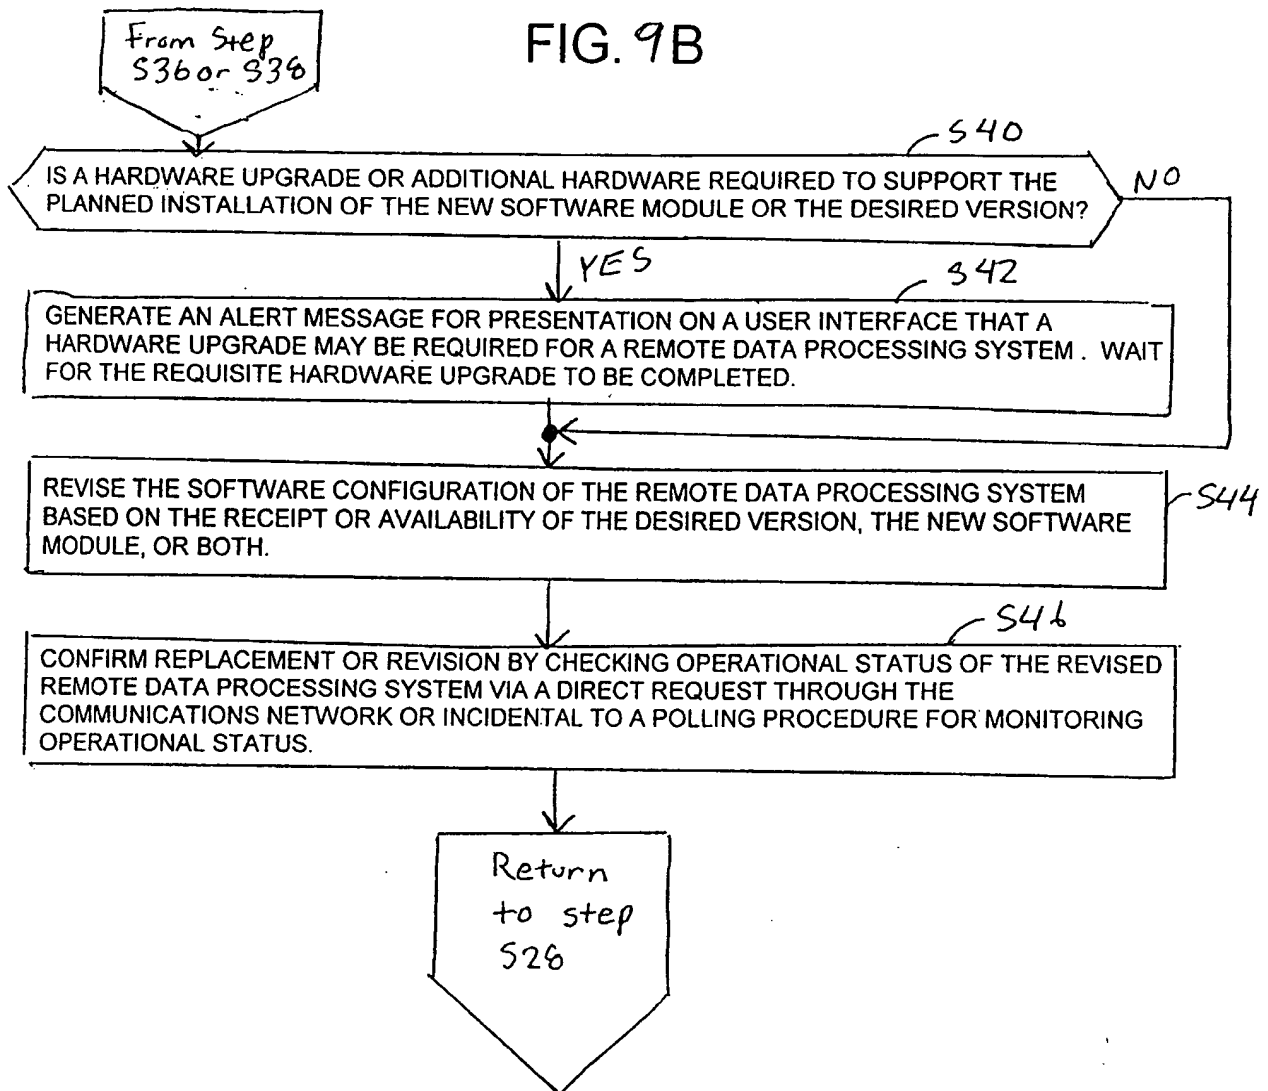 FIG. 9B
From Step
S36 or S38
S40
IS A HARDWARE UPGRADE OR ADDITIONAL HARDWARE REQUIRED TO SUPPORT THE
PLANNED INSTALLATION OF THE NEW SOFTWARE MODULE OR THE DESIRED VERSION?
NO
YES
S42
GENERATE AN ALERT MESSAGE FOR PRESENTATION ON A USER INTERFACE THAT A
HARDWARE UPGRADE MAY BE REQUIRED FOR A REMOTE DATA PROCESSING SYSTEM. WAIT
FOR THE REQUISITE HARDWARE UPGRADE TO BE COMPLETED.
REVISE THE SOFTWARE CONFIGURATION OF THE REMOTE DATA PROCESSING SYSTEM
BASED ON THE RECEIPT OR AVAILABILITY OF THE DESIRED VERSION, THE NEW SOFTWARE
MODULE, OR BOTH.
S44
S46
CONFIRM REPLACEMENT OR REVISION BY CHECKING OPERATIONAL STATUS OF THE REVISED
REMOTE DATA PROCESSING SYSTEM VIA A DIRECT REQUEST THROUGH THE
COMMUNICATIONS NETWORK OR INCIDENTAL TO A POLLING PROCEDURE FOR MONITORING
OPERATIONAL STATUS.
Return
to step
S28